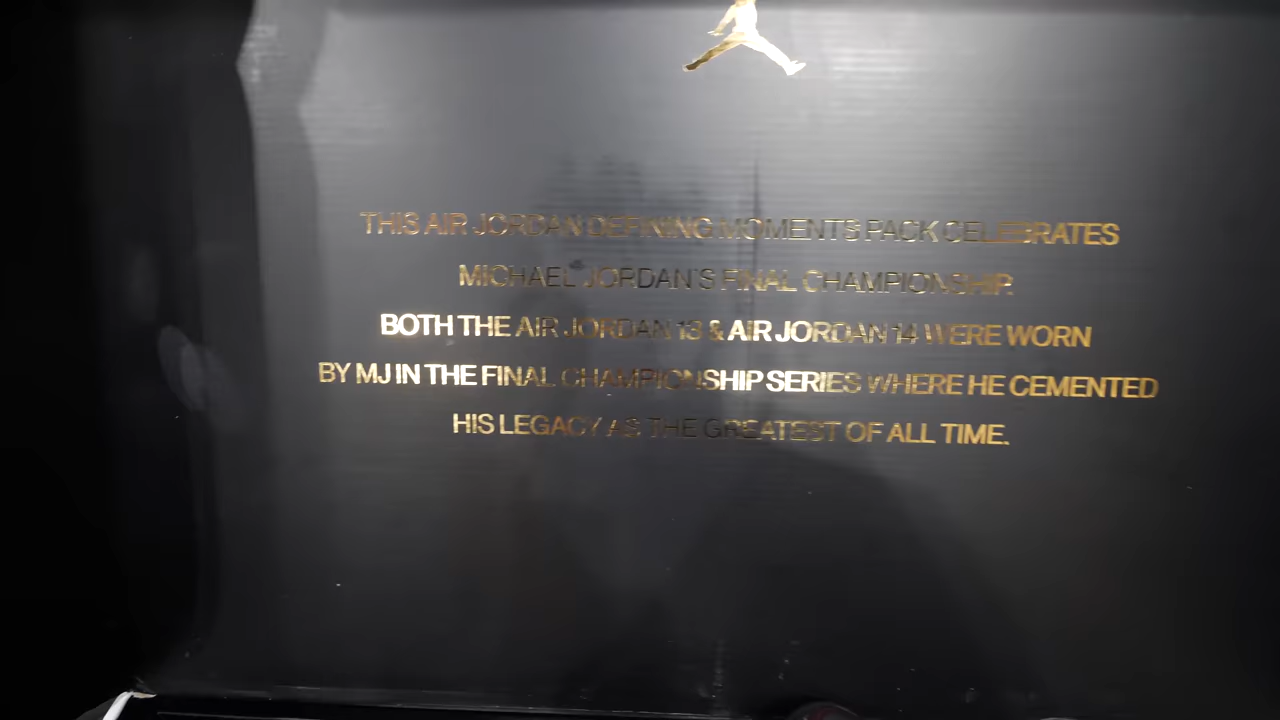 THIS AIR JORDAN DEFINING MOMENTS PACK CELEBRATES
MICHAEL JORDAN'S FINAL CHAMPIONSHIP.
BOTH THE AIR JORDAN 13 & AIR JORDAN 14 WERE WORN
BY MJ IN THE FINAL CHAMPIONSHIP SERIES WHERE HE CEMENTED
HIS LEGACY AS THE GREATEST OF ALL TIME.